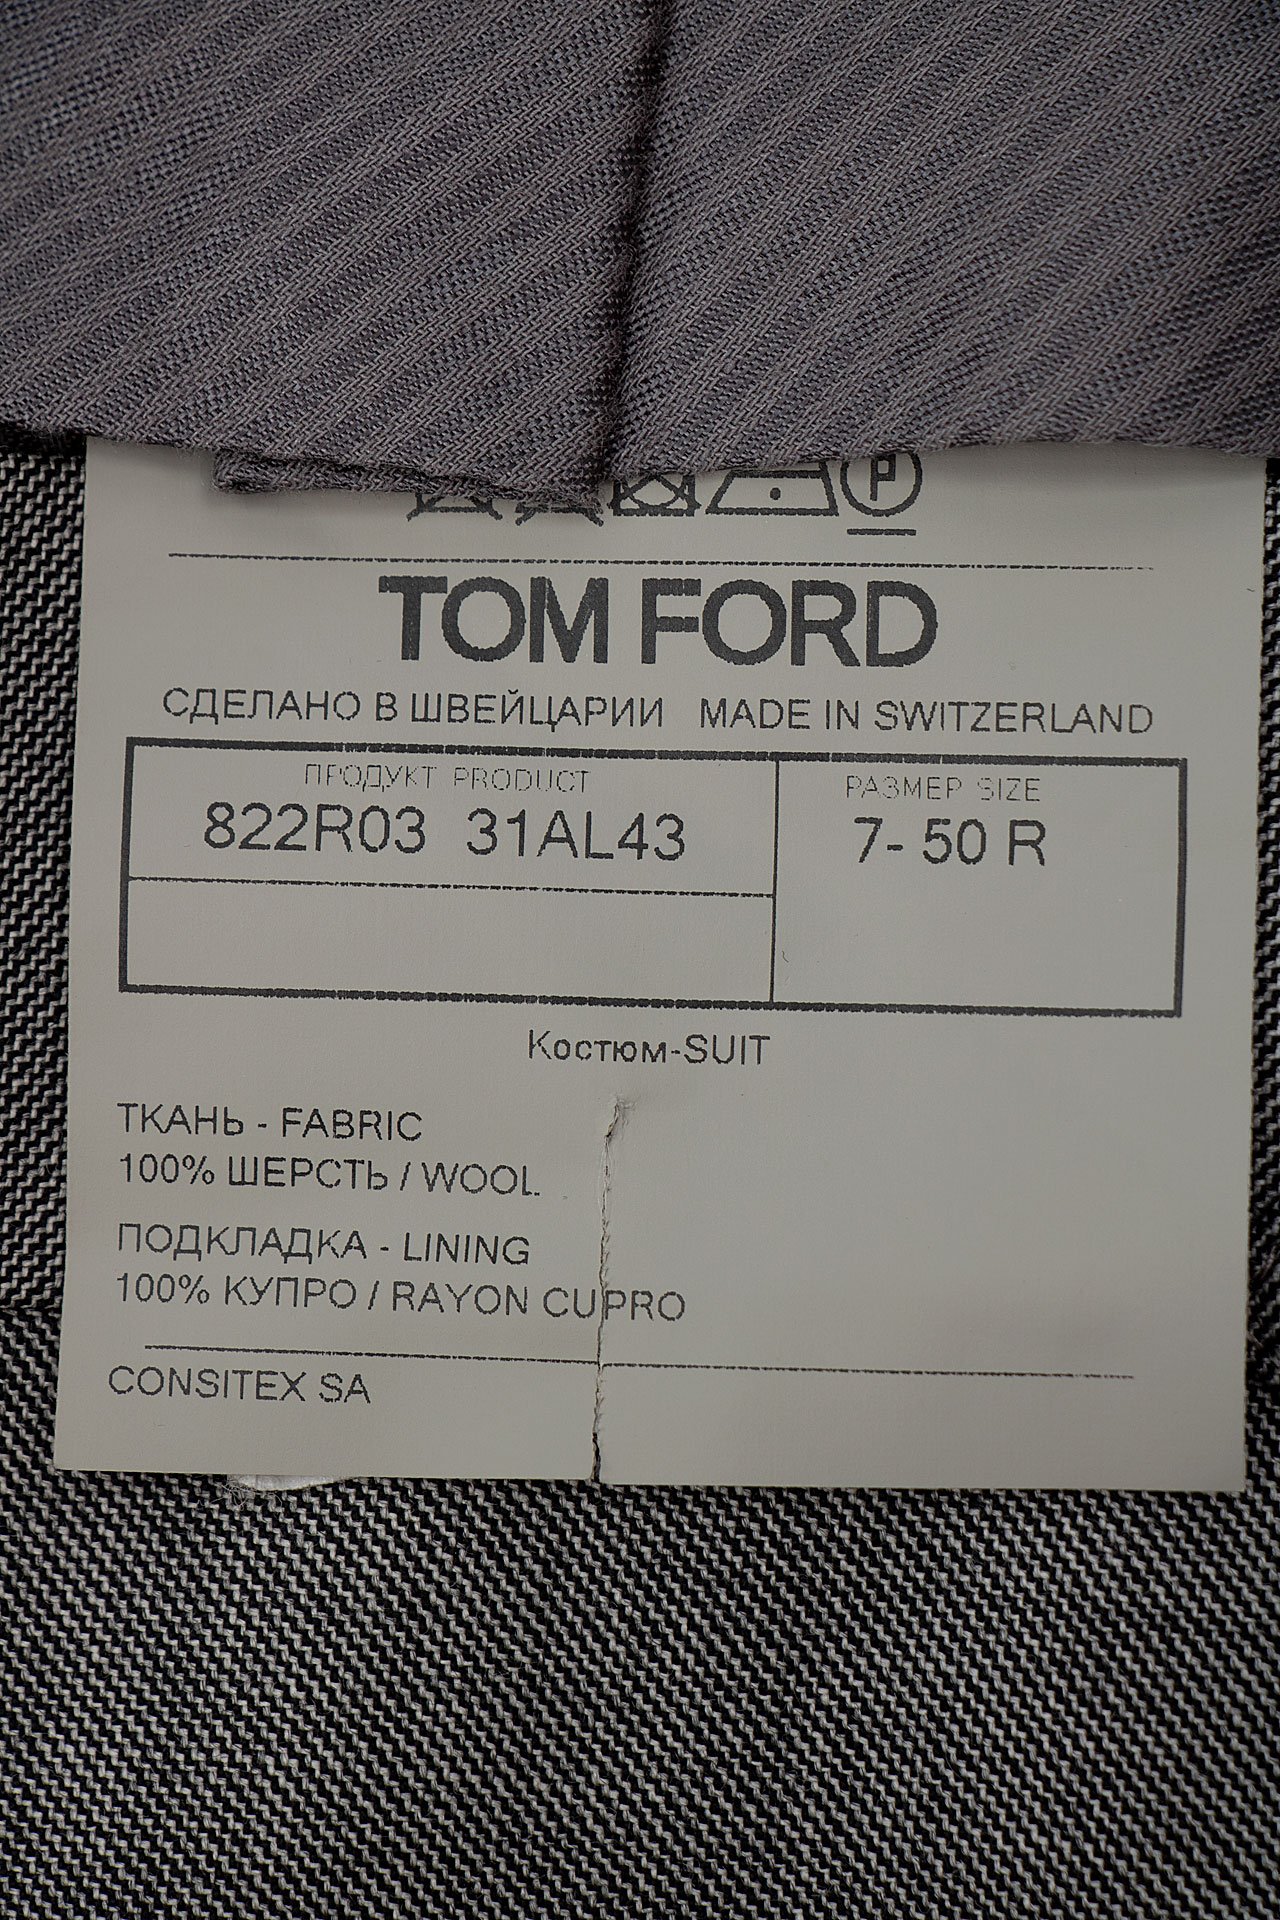 P
TOM FORD
СДЕЛАНО В ШВЕЙЦАРИИ MADE IN SWITZERLAND
ПРОДУКТ PRODUCT
822R03 31AL43
РАЗМЕР SIZE
7- 50 R
Костюм-SUIT
ТКАНЬ - FABRIC
100% ШЕРСТЬ / WOOL
ПОДКЛАДКА - LINING
100% КУПРО / RAYON CUPRO
CONSITEX SA